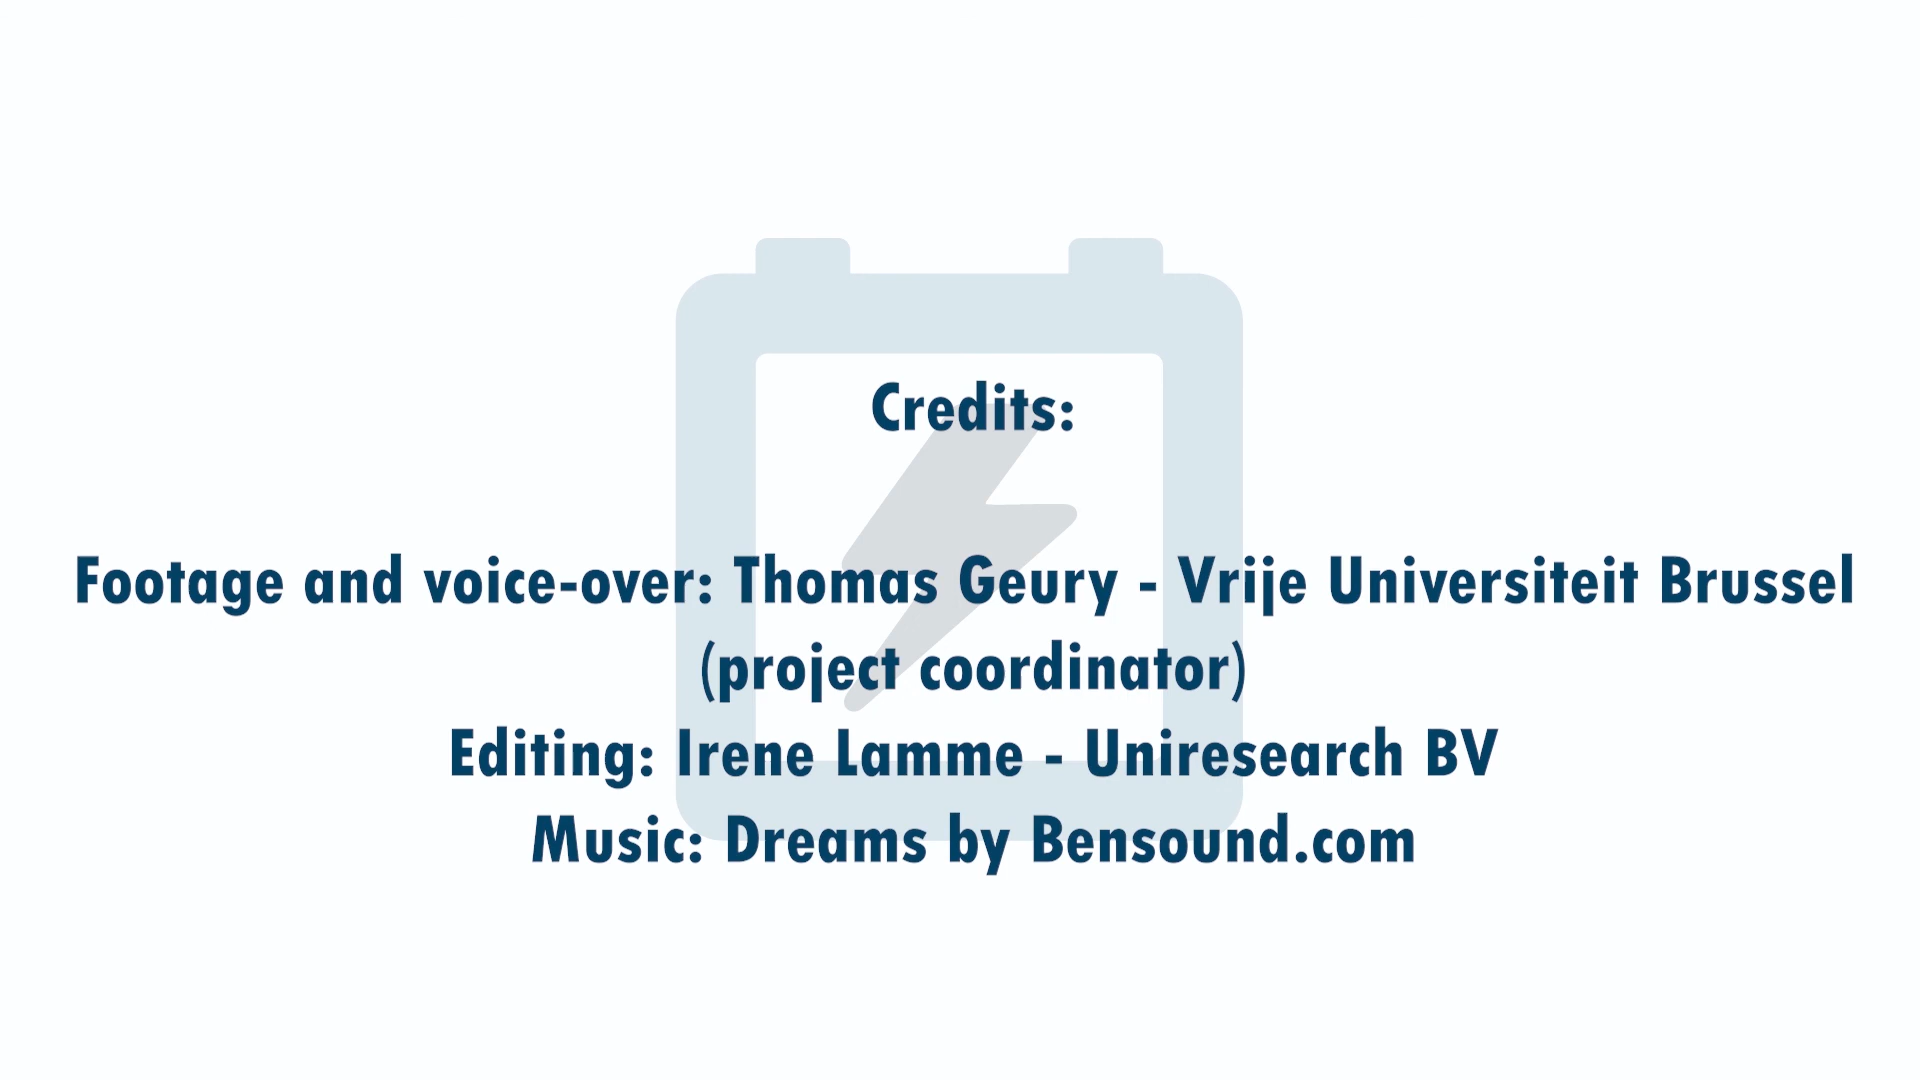 Credits:
Footage and voice-over: Thomas Geury - Vrije Universiteit Brussel
(project coordinator)
Editing: Irene Lamme - Uniresearch BV
Music: Dreams by Bensound.com